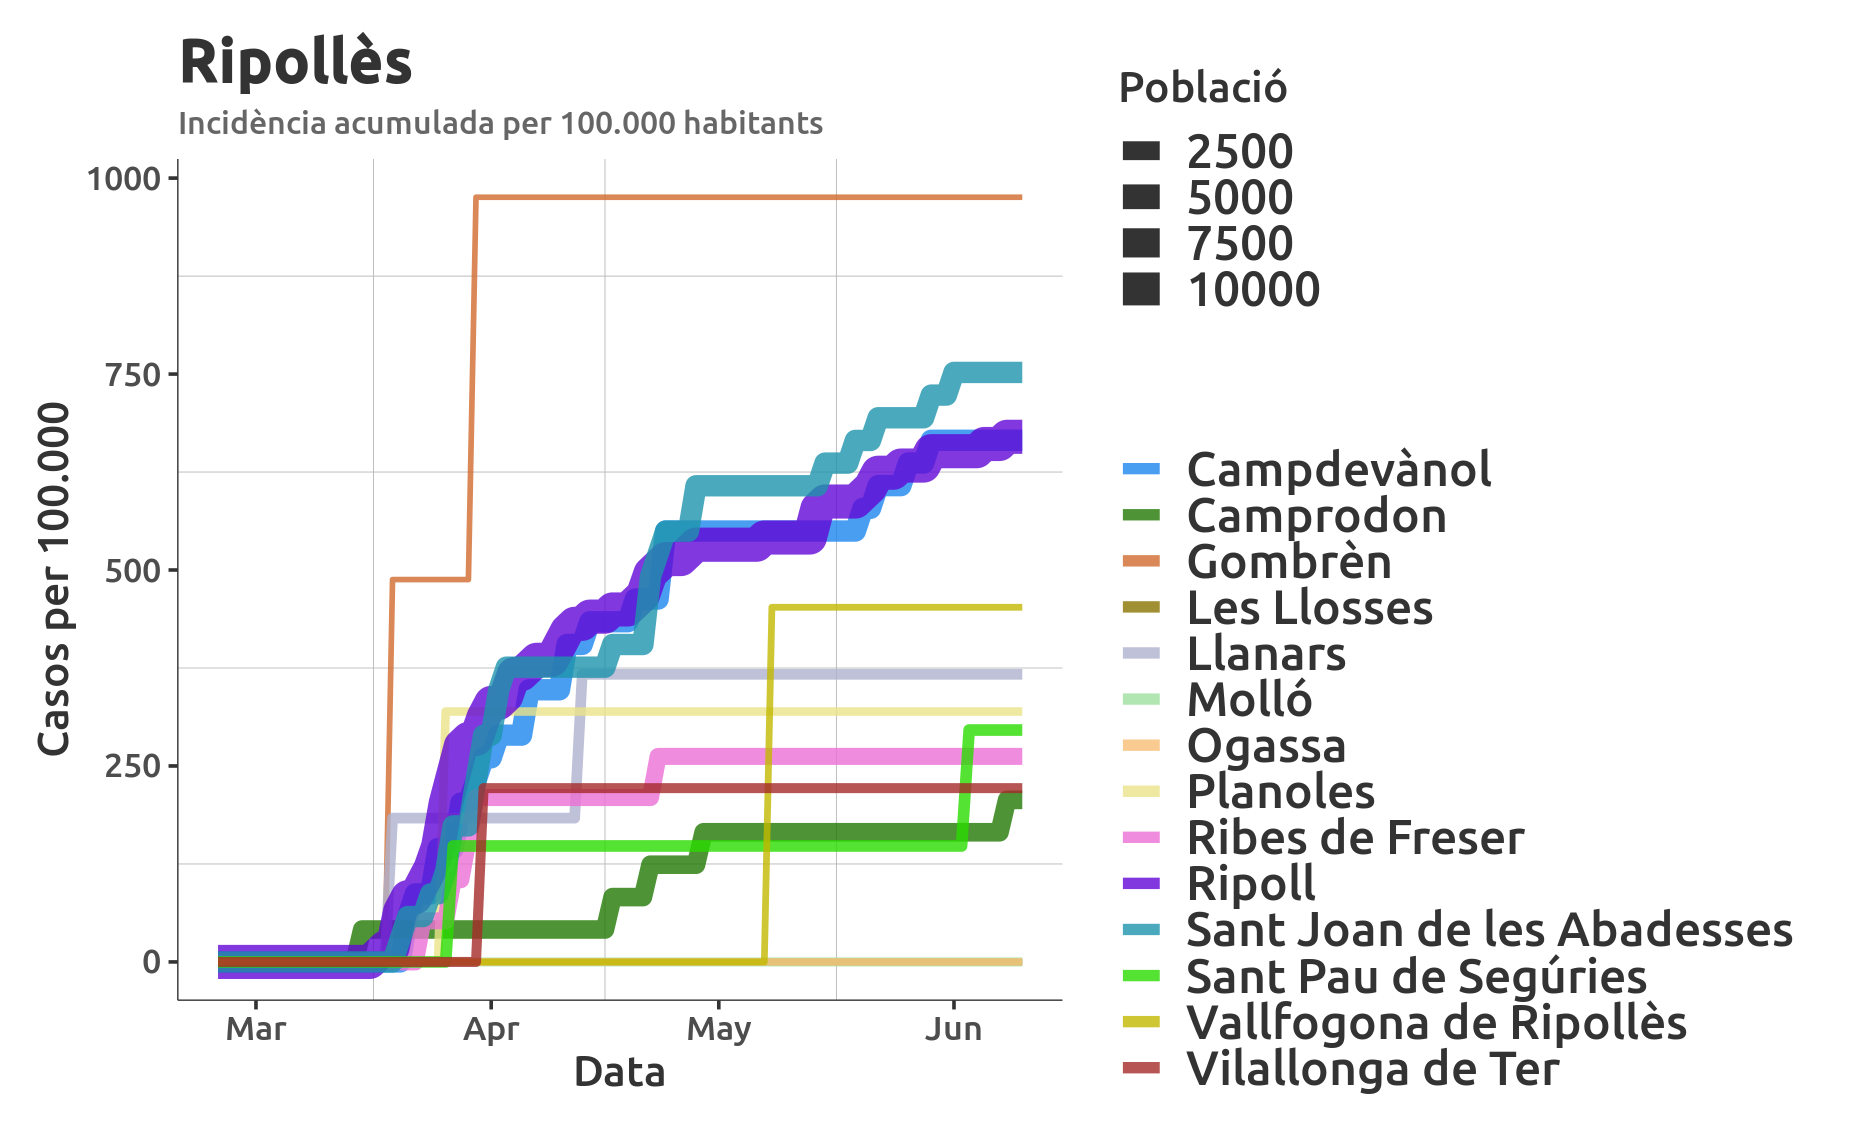 Ripollès
Incidència acumulada per 100.000 habitants
Casos per 100.000
1000
750
500
250
0
Mar
Apr
May
Jun
Data
Població
2500
5000
7500
10000
Campdevànol
Camprodon
Gombrèn
Les Llosses
Llanars
Molló
Ogassa
Planoles
Ribes de Freser
Ripoll
Sant Joan de les Abadesses
Sant Pau de Segúries
Vallfogona de Ripollès
Vilallonga de Ter